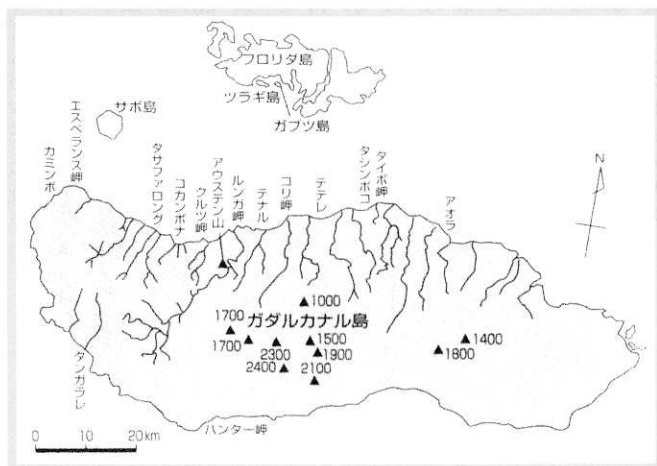 フロリダ島
ツラギ島
ガブツ島
サボ島
カミンボ
エスペランス岬
タサファロング
コカンボナ
クルツ岬
アウステン山
ルンガ岬
テナル
コリ岬
テテレ
タシンボコ
タイボ岬
アオラ
N
1000
1700
ガダルカナル島
1700
2300
1500
1900
2400
2100
1400
1800
タンガラレ
ハンター岬
0 10 20km